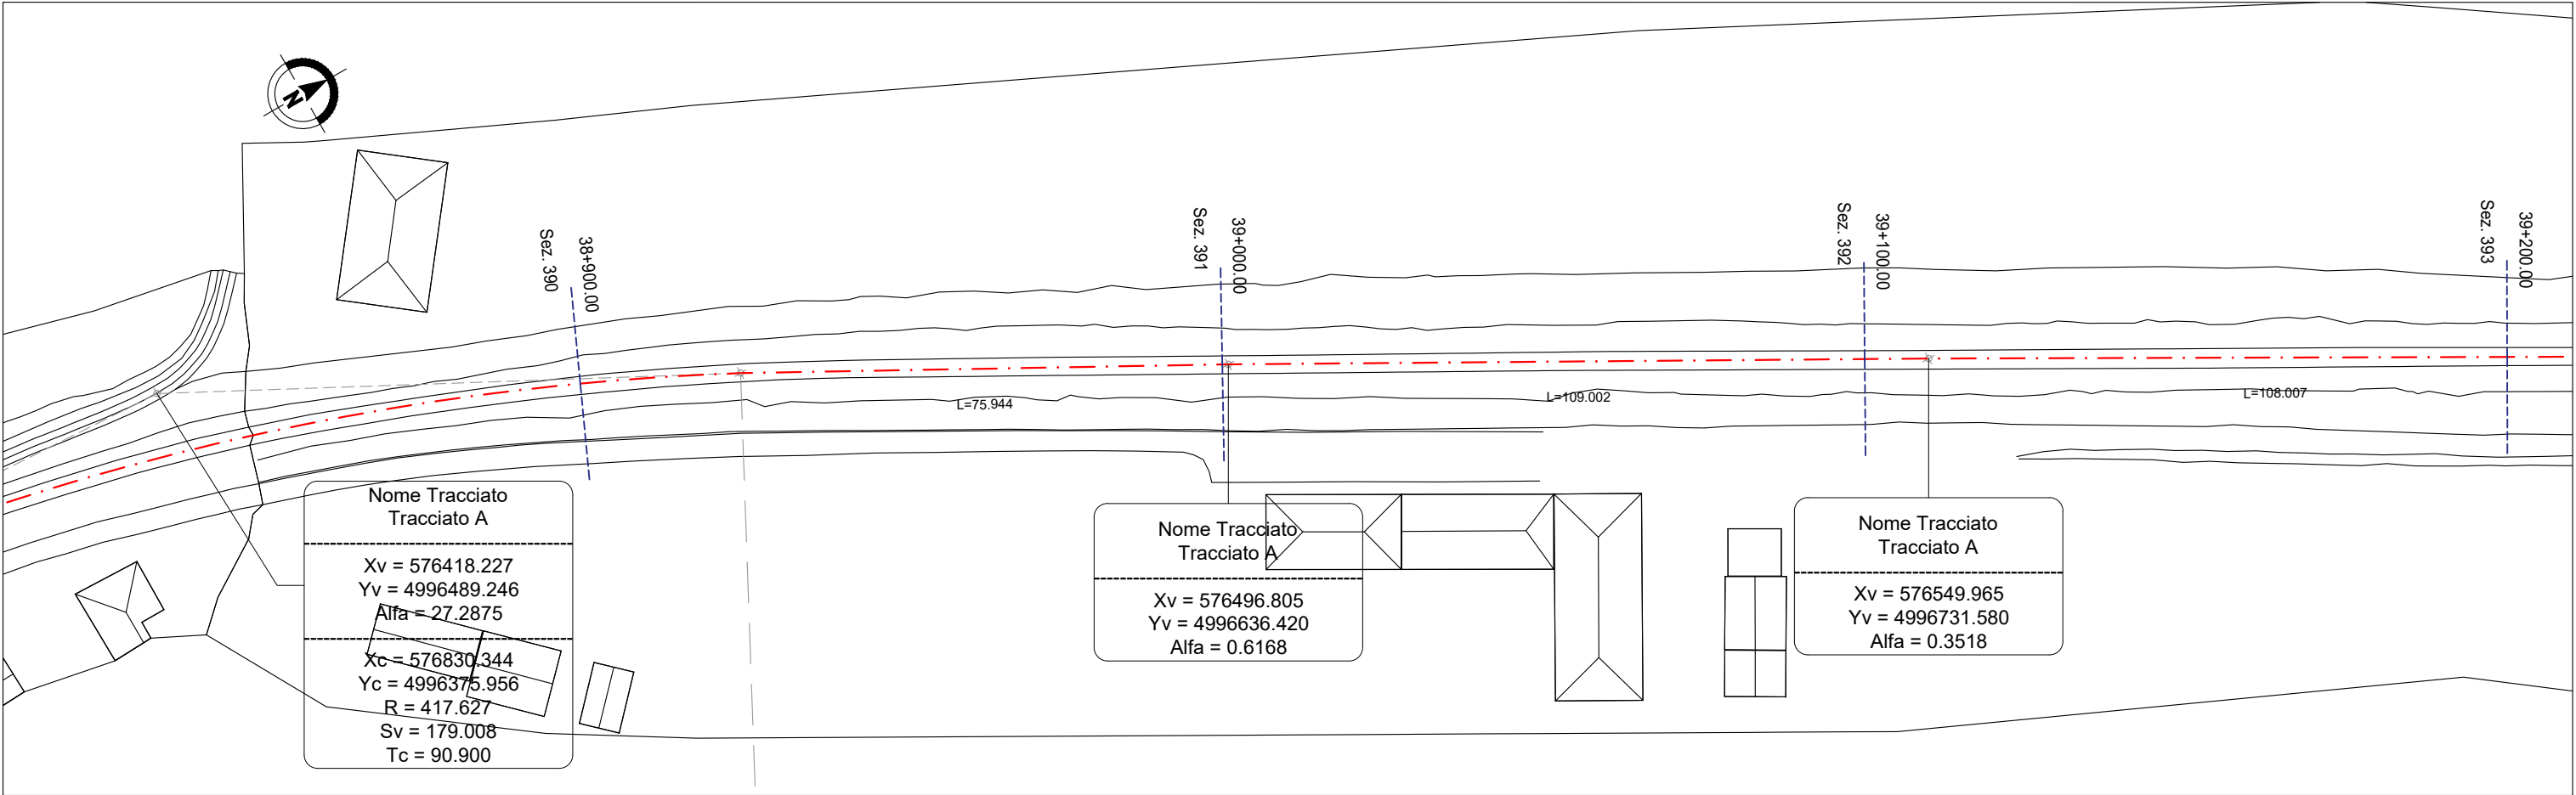 N
Sez. 390
38+900.00
Sez. 391
39+000.00
Sez. 392
39+100.00
Sez. 393
39+200.00
L=75.944
L=109.002
L=108.007
Nome Tracciato
Tracciato A
Xv = 576418.227
Yv = 4996489.246
Alfa = 27.2875
Xc = 576830.344
Yc = 4996375.956
R = 417.627
Sv = 179.008
Tc = 90.900
Nome Tracciato
Tracciato A
Xv = 576496.805
Yv = 4996636.420
Alfa = 0.6168
Nome Tracciato
Tracciato A
Xv = 576549.965
Yv = 4996731.580
Alfa = 0.3518